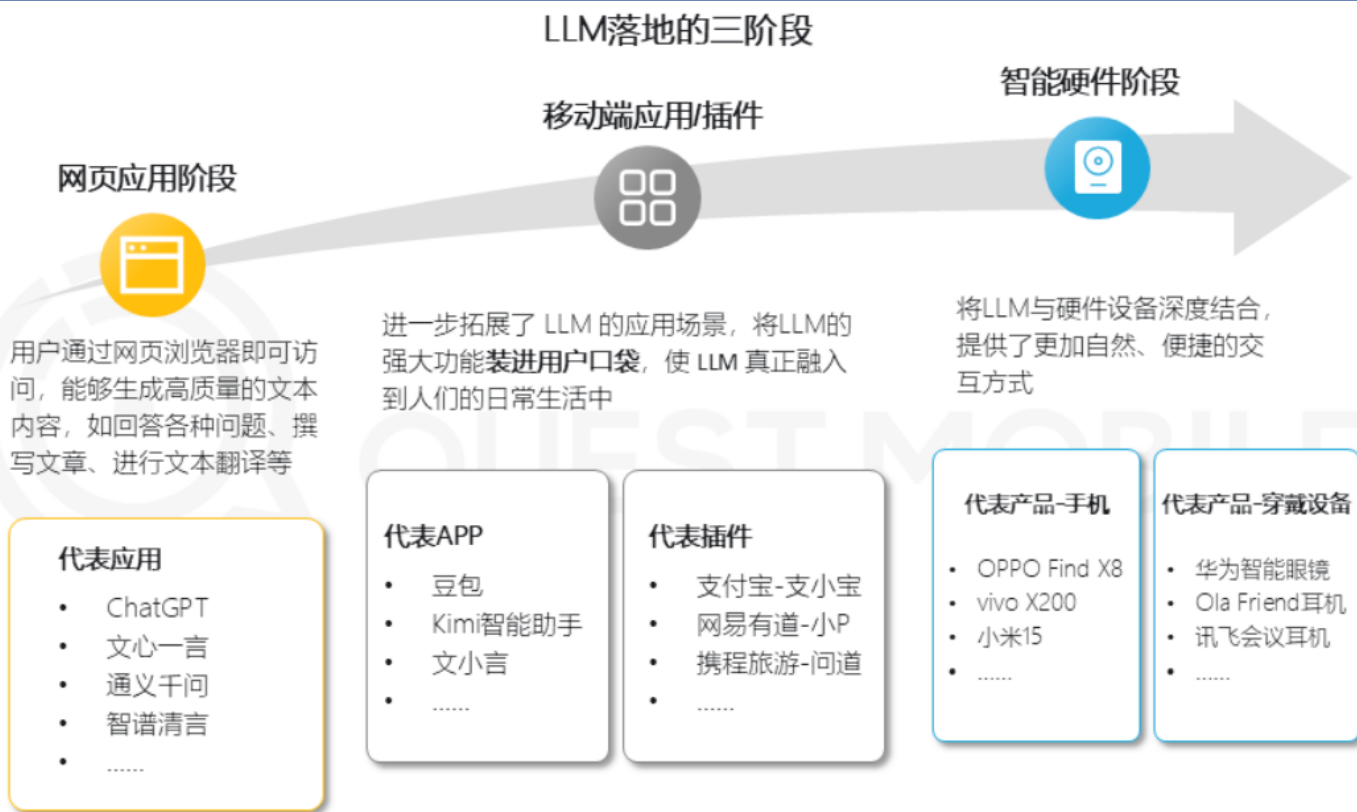 LLM落地的三阶段
网页应用阶段
用户通过网页浏览器即可访
问，能够生成高质量的文本
内容，如回答各种问题、撰
写文章、进行文本翻译等
代表应用
• ChatGPT
• 文心一言
• 通义千问
• 智谱清言
• ......
移动端应用/插件
进一步拓展了 LLM 的应用场景，将LLM的
强大功能装进用户口袋，使 LLM 真正融入
到人们的日常生活中
代表APP
• 豆包
• Kimi智能助手
• 文小言
• ......
代表插件
• 支付宝-支小宝
• 网易有道-小P
• 携程旅游-问道
• ......
智能硬件阶段
将LLM与硬件设备深度结合，
提供了更加自然、便捷的交
互方式
代表产品-手机
• OPPO Find X8
• vivo X200
• 小米15
• ......
代表产品-穿戴设备
• 华为智能眼镜
• Ola Friend耳机
• 讯飞会议耳机
• ......
QUEST MOBILE